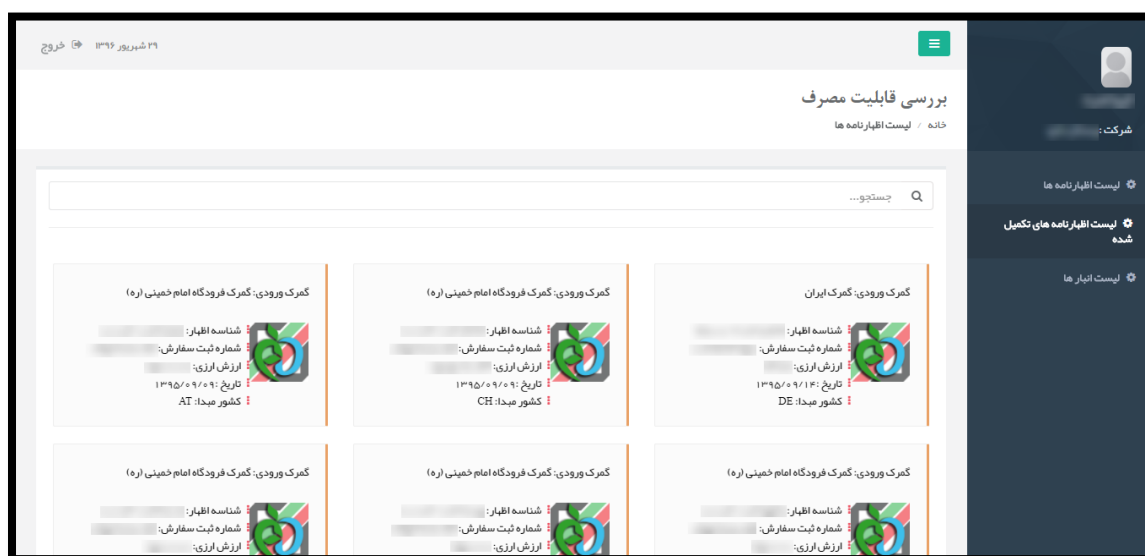 ۲۹ شهریور ۱۳۹۶
خروج
بررسی قابلیت مصرف
خانه / لیست اظهارنامه ها
شرکت :
لیست اظهارنامه ها
لیست اظهارنامه های تکمیل
شده
لیست انبار ها
جستجو...
گمرک ورودی: گمرک ایران
شناسه اظهار:
شماره ثبت سفارش:
ارزش ارزی:
تاریخ :۱۳۹۵/۰۹/۱۴
کشور مبدا: DE
گمرک ورودی: گمرک فرودگاه امام خمینی (ره)
شناسه اظهار:
شماره ثبت سفارش:
ارزش ارزی:
تاریخ :۱۳۹۵/۰۹/۰۹
کشور مبدا: CH
گمرک ورودی: گمرک فرودگاه امام خمینی (ره)
شناسه اظهار:
شماره ثبت سفارش:
ارزش ارزی:
تاریخ :۱۳۹۵/۰۹/۰۹
کشور مبدا: AT
گمرک ورودی: گمرک فرودگاه امام خمینی (ره)
شناسه اظهار:
شماره ثبت سفارش:
ارزش ارزی:
گمرک ورودی: گمرک فرودگاه امام خمینی (ره)
شناسه اظهار:
شماره ثبت سفارش:
ارزش ارزی:
گمرک ورودی: گمرک فرودگاه امام خمینی (ره)
شناسه اظهار:
شماره ثبت سفارش:
ارزش ارزی: